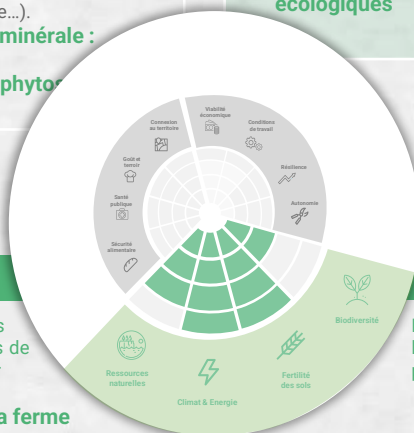 e...).
minérale :
phytos
écologiques
Viabilité
économique
Conditions
de travail
Connexion
au territoire
Goût et
terroir
Résilience
Santé
publique
Autonomie
Sécurité
alimentaire
Biodiversité
Ressources
naturelles
Climat & Energie
Fertilité
des sols
s
s de
a ferme